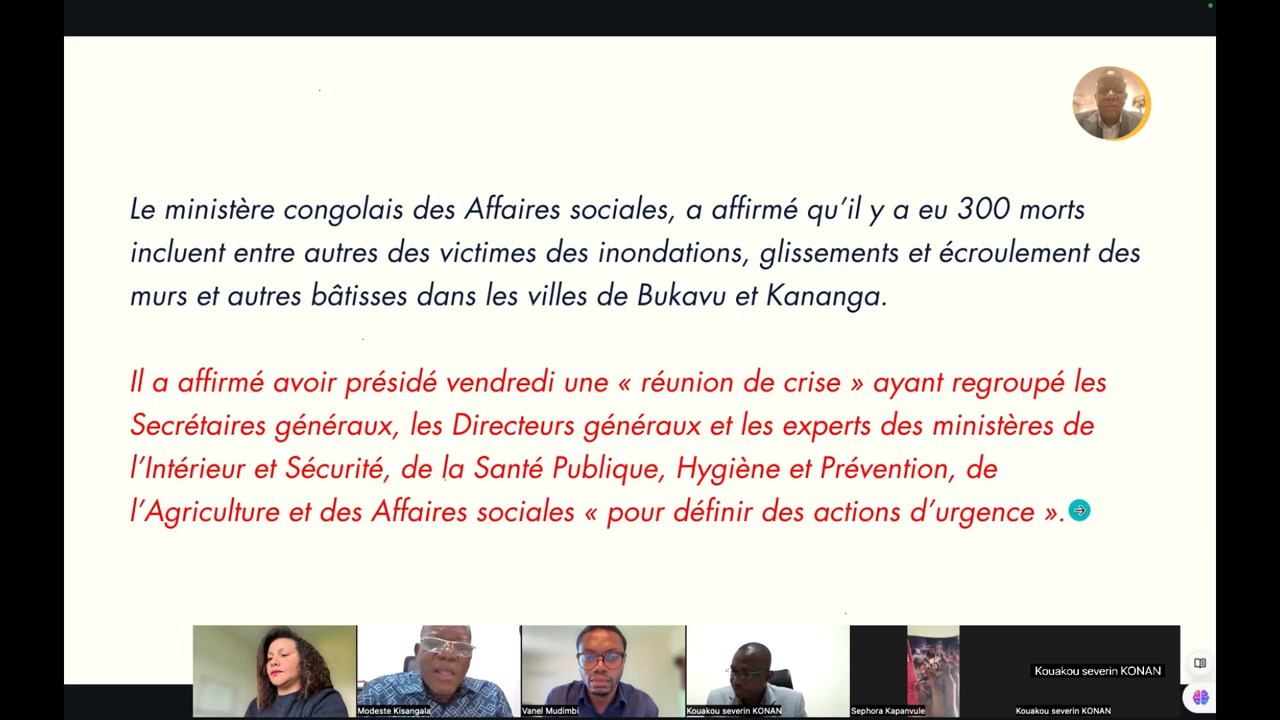 Le ministère congolais des Affaires sociales, a affirmé qu’il y a eu 300 morts
incluent entre autres des victimes des inondations, glissements et écroulement des
murs et autres bâtisses dans les villes de Bukavu et Kananga.
Il a affirmé avoir présidé vendredi une « réunion de crise » ayant regroupé les
Secrétaires généraux, les Directeurs généraux et les experts des ministères de
l’Intérieur et Sécurité, de la Santé Publique, Hygiène et Prévention, de
l’Agriculture et des Affaires sociales « pour définir des actions d’urgence ».
Kouakou severin KONAN
Modeste Kisangala
Vanel Mudimbi
Kouakou severin KONAN
Sephora Kapanvule
Kouakou severin KONAN